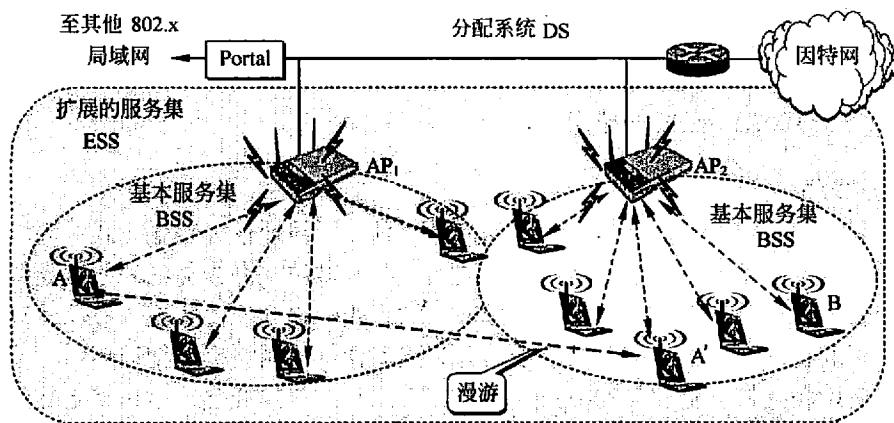 至其他 802.x
局域网
Portal
分配系统 DS
因特网
扩展的服务集
ESS
AP₁
AP₂
基本服务集
BSS
基本服务集
BSS
A
B
A'
漫游